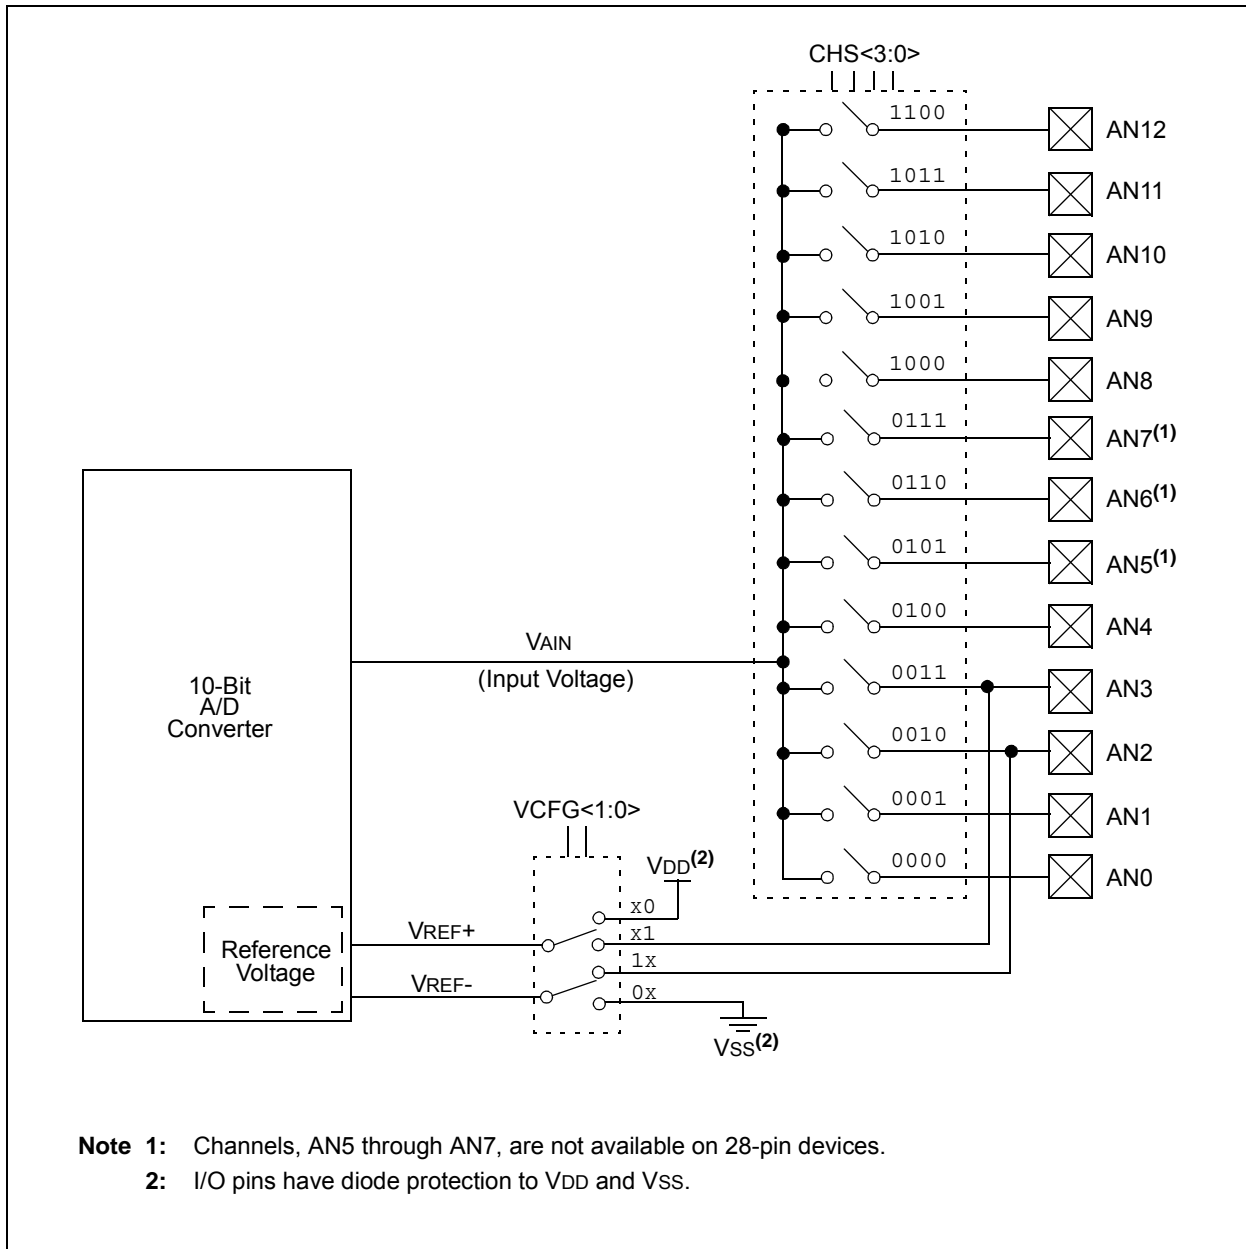 CHS<3:0>
1100
AN12
1011
AN11
1010
AN10
1001
AN9
1000
AN8
0111
AN7(1)
0110
AN6(1)
0101
AN5(1)
0100
AN4
VAIN
(Input Voltage)
0011
AN3
10-Bit
A/D
Converter
0010
AN2
VCFG<1:0>
0001
AN1
VDD(2)
0000
AN0
x0
VREF+
x1
Reference
Voltage
1x
VREF-
0x
VSS(2)
Note 1: Channels, AN5 through AN7, are not available on 28-pin devices.
2: I/O pins have diode protection to VDD and VSS.